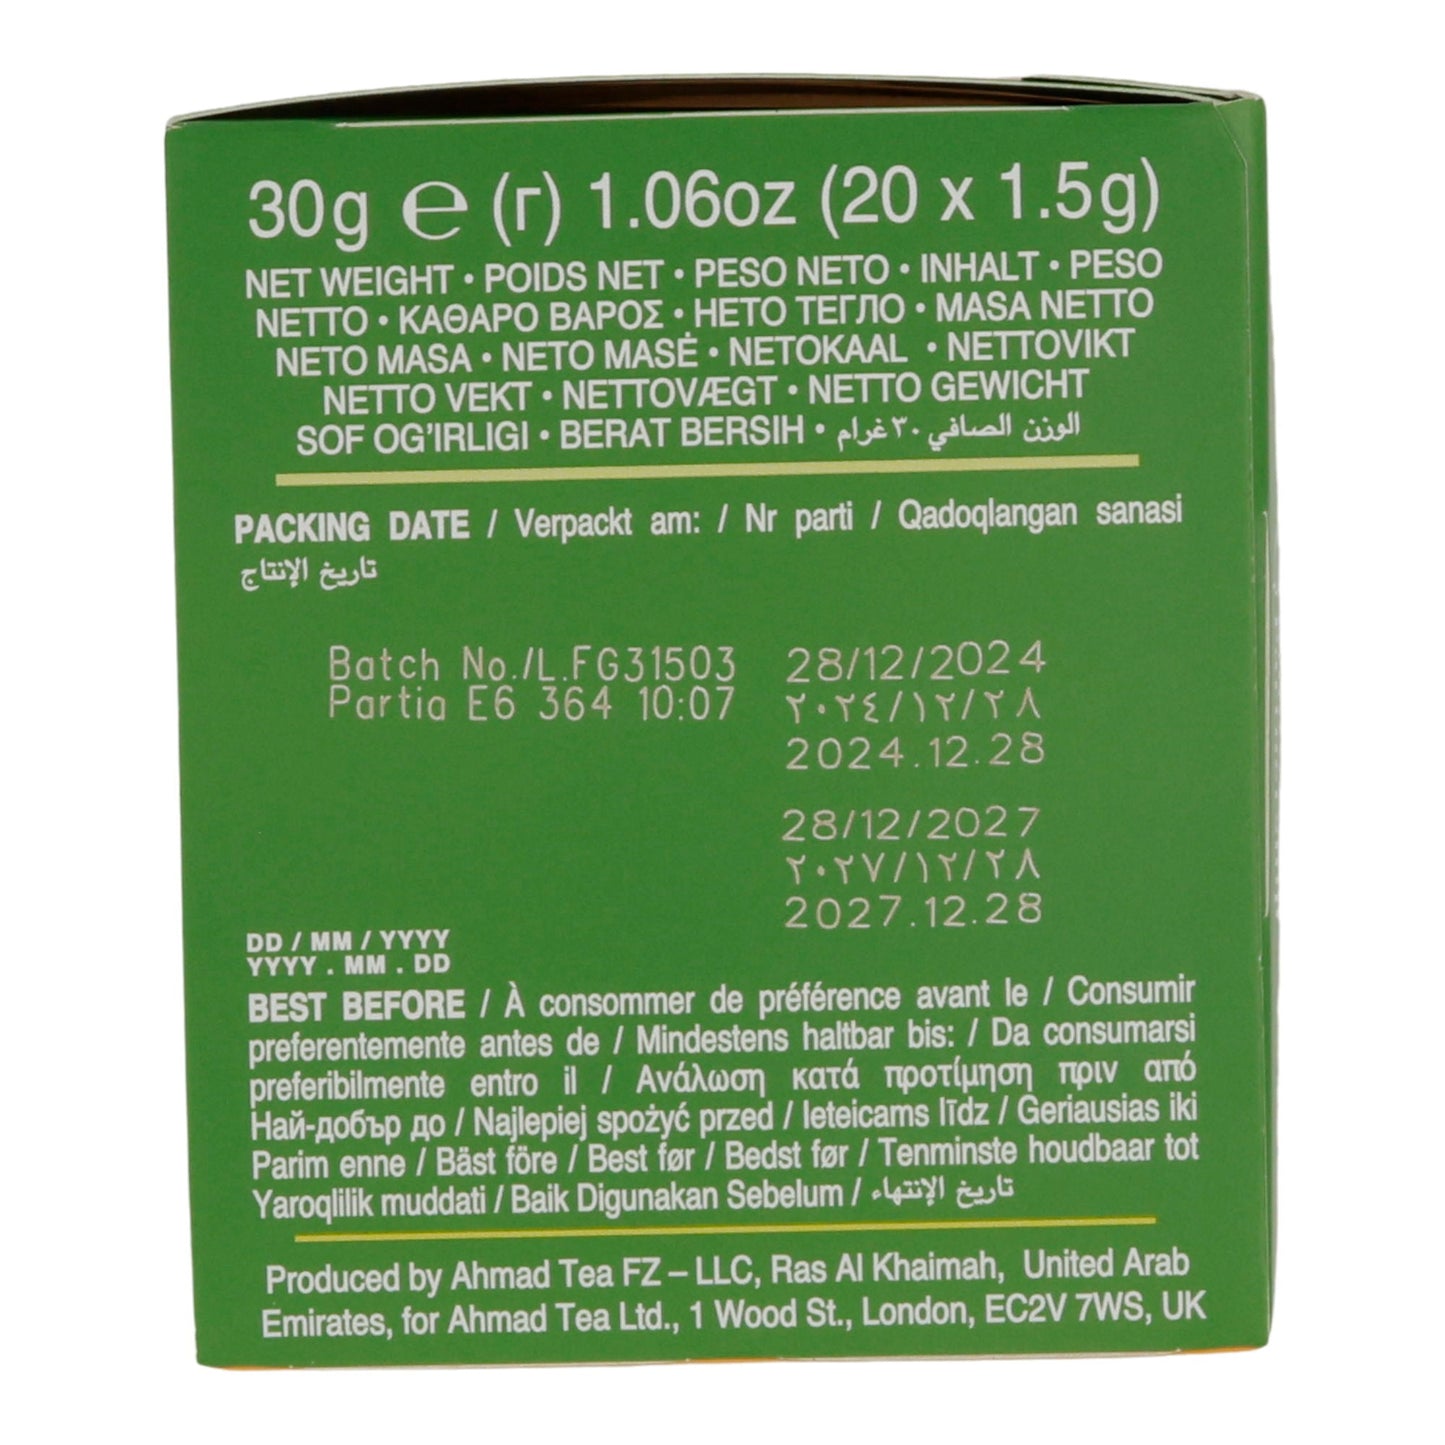 30g ℮ (г) 1.06oz (20 x 1.5g)
NET WEIGHT • POIDS NET • PESO NETO • INHALT • PESO
NETTO • ΚΑΘΑΡΟ ΒΑΡΟΣ • НЕТО ТЕГЛО • MASA NETTO
NETO MASA • NETO MASĖ • NETOKAAL • NETTOVIKT
NETTO VEKT • NETTOVÆGT • NETTO GEWICHT
SOF OG'IRLIGI • BERAT BERSIH • الوزن الصافي ٣٠ غرام
PACKING DATE / Verpackt am: / Nr parti / Qadoqlangan sanasi
تاريخ الإنتاج
Batch No./L.FG31503 28/12/2024
Partia E6 364 10:07 ٢٠٢٤/١٢/٢٨
2024.12.28
28/12/2027
٢٠٢٧/١٢/٢٨
2027.12.28
DD / MM / YYYY
YYYY . MM . DD
BEST BEFORE / À consommer de préférence avant le / Consumir
preferentemente antes de / Mindestens haltbar bis: / Da consumarsi
preferibilmente entro il / Ανάλωση κατά προτίμηση πριν από
Най-добър до / Najlepiej spożyć przed / Ieteicams līdz / Geriausias iki
Parim enne / Bäst före / Best før / Bedst før / Tenminste houdbaar tot
Yaroqlilik muddati / Baik Digunakan Sebelum / تاريخ الإنتهاء
Produced by Ahmad Tea FZ – LLC, Ras Al Khaimah, United Arab
Emirates, for Ahmad Tea Ltd., 1 Wood St., London, EC2V 7WS, UK